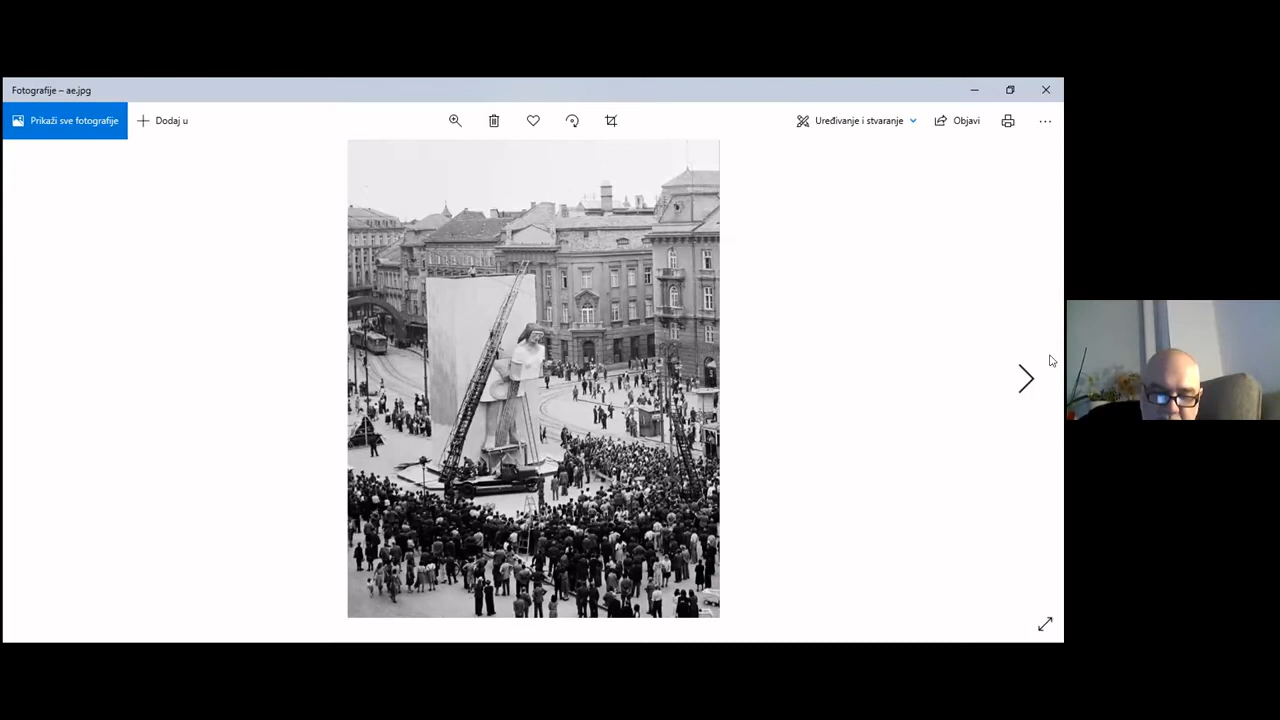 Fotografije – ae.jpg
Prikaži sve fotografije
Dodaj u
Uređivanje i stvaranje
Objavi